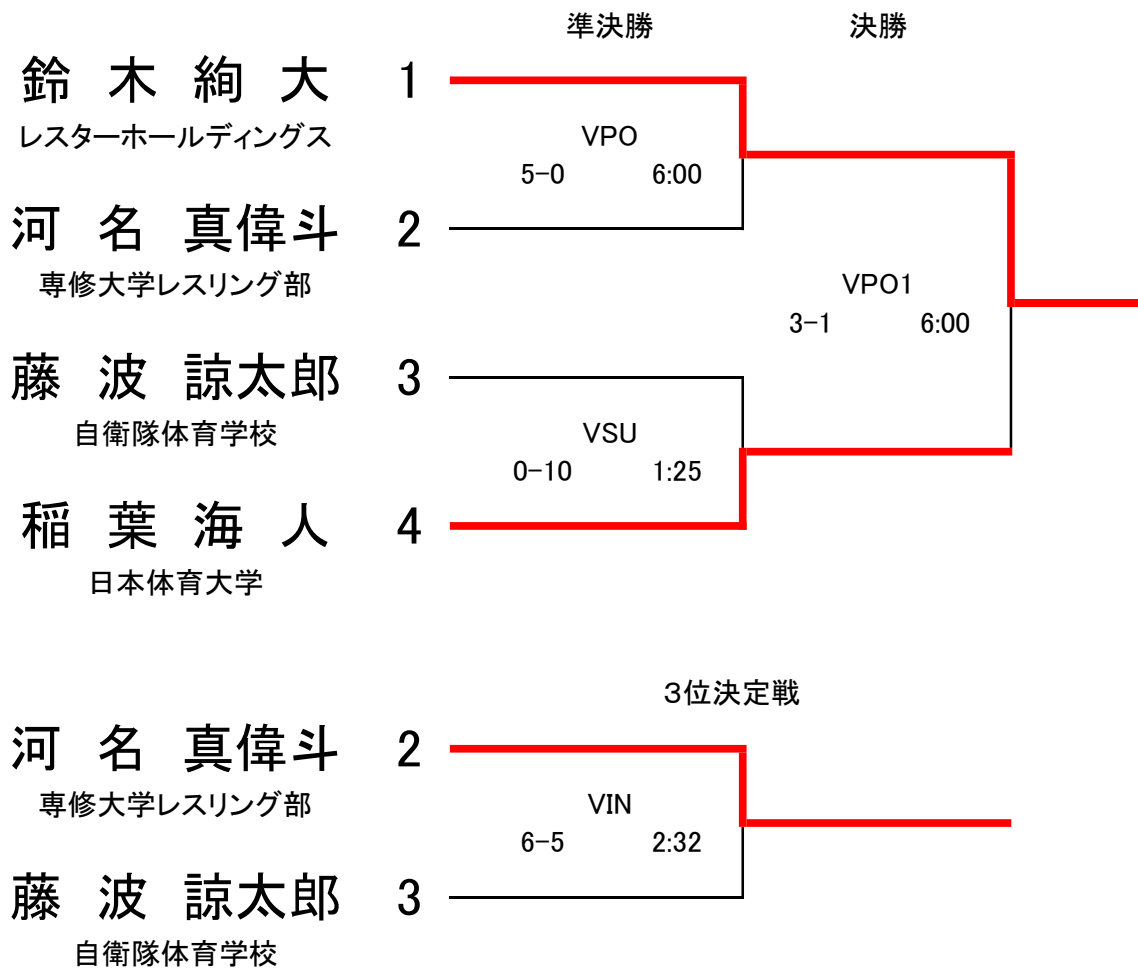 準決勝 決勝
鈴 木 絢 大 1
レスターホールディングス
VPO
5-0 6:00
河 名 真偉斗 2
専修大学レスリング部
VPO1
3-1 6:00
藤 波 諒太郎 3
自衛隊体育学校
VSU
0-10 1:25
稲 葉 海 人 4
日本体育大学
3位決定戦
河 名 真偉斗 2
専修大学レスリング部
VIN
6-5 2:32
藤 波 諒太郎 3
自衛隊体育学校